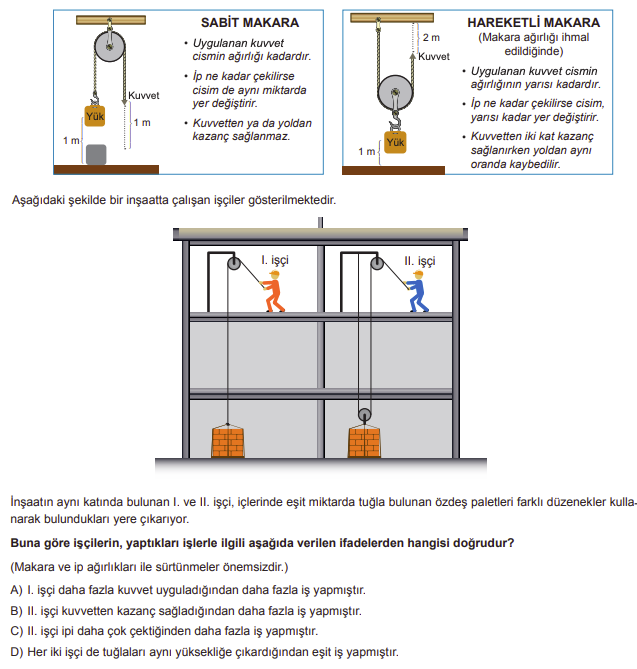 SABİT MAKARA
• Uygulanan kuvvet
cismin ağırlığı kadardır.
• İp ne kadar çekilirse
cisim de aynı miktarda
yer değiştirir.
• Kuvvetten ya da yoldan
kazanç sağlanmaz.
Kuvvet
Yük
1 m
1 m
HAREKETLİ MAKARA
(Makara ağırlığı ihmal
edildiğinde)
• Uygulanan kuvvet cismin
ağırlığının yarısı kadardır.
• İp ne kadar çekilirse cisim,
yarısı kadar yer değiştirir.
• Kuvvetten iki kat kazanç
sağlanırken yoldan aynı
oranda kaybedilir.
2 m
Kuvvet
Yük
1 m
Aşağıdaki şekilde bir inşaatta çalışan işçiler gösterilmektedir.
I. işçi
II. işçi
İnşaatın aynı katında bulunan I. ve II. işçi, içlerinde eşit miktarda tuğla bulunan özdeş paletleri farklı düzenekler kulla-
narak bulundukları yere çıkarıyor.
Buna göre işçilerin, yaptıkları işlerle ilgili aşağıda verilen ifadelerden hangisi doğrudur?
(Makara ve ip ağırlıkları ile sürtünmeler önemsizdir.)
A) I. işçi daha fazla kuvvet uyguladığından daha fazla iş yapmıştır.
B) II. işçi kuvvetten kazanç sağladığından daha fazla iş yapmıştır.
C) II. işçi ipi daha çok çektiğinden daha fazla iş yapmıştır.
D) Her iki işçi de tuğlaları aynı yüksekliğe çıkardığından eşit iş yapmıştır.